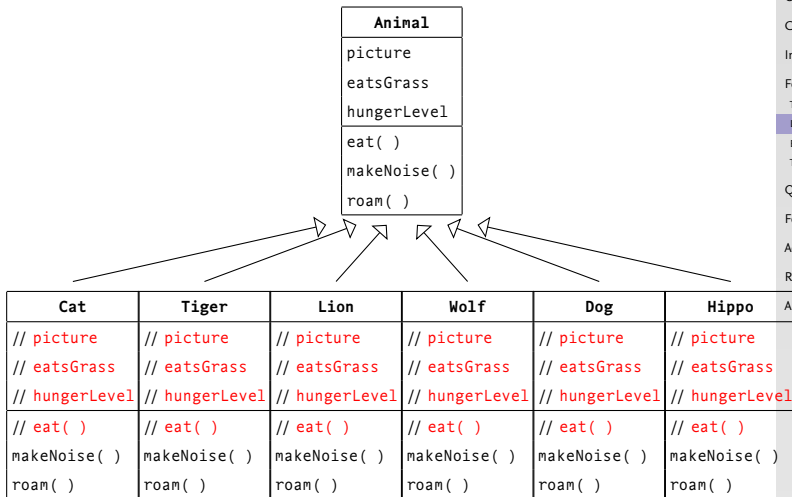 Animal
picture
eatsGrass
hungerLevel
eat( )
makeNoise( )
roam( )
Cat Tiger Lion Wolf Dog Hippo
// picture // picture // picture // picture // picture // picture
// eatsGrass // eatsGrass // eatsGrass // eatsGrass // eatsGrass // eatsGrass
// hungerLevel // hungerLevel // hungerLevel // hungerLevel // hungerLevel // hungerLevel
// eat( ) // eat( ) // eat( ) // eat( ) // eat( ) // eat( )
makeNoise( ) makeNoise( ) makeNoise( ) makeNoise( ) makeNoise( ) makeNoise( )
roam( ) roam( ) roam( ) roam( ) roam( ) roam( )